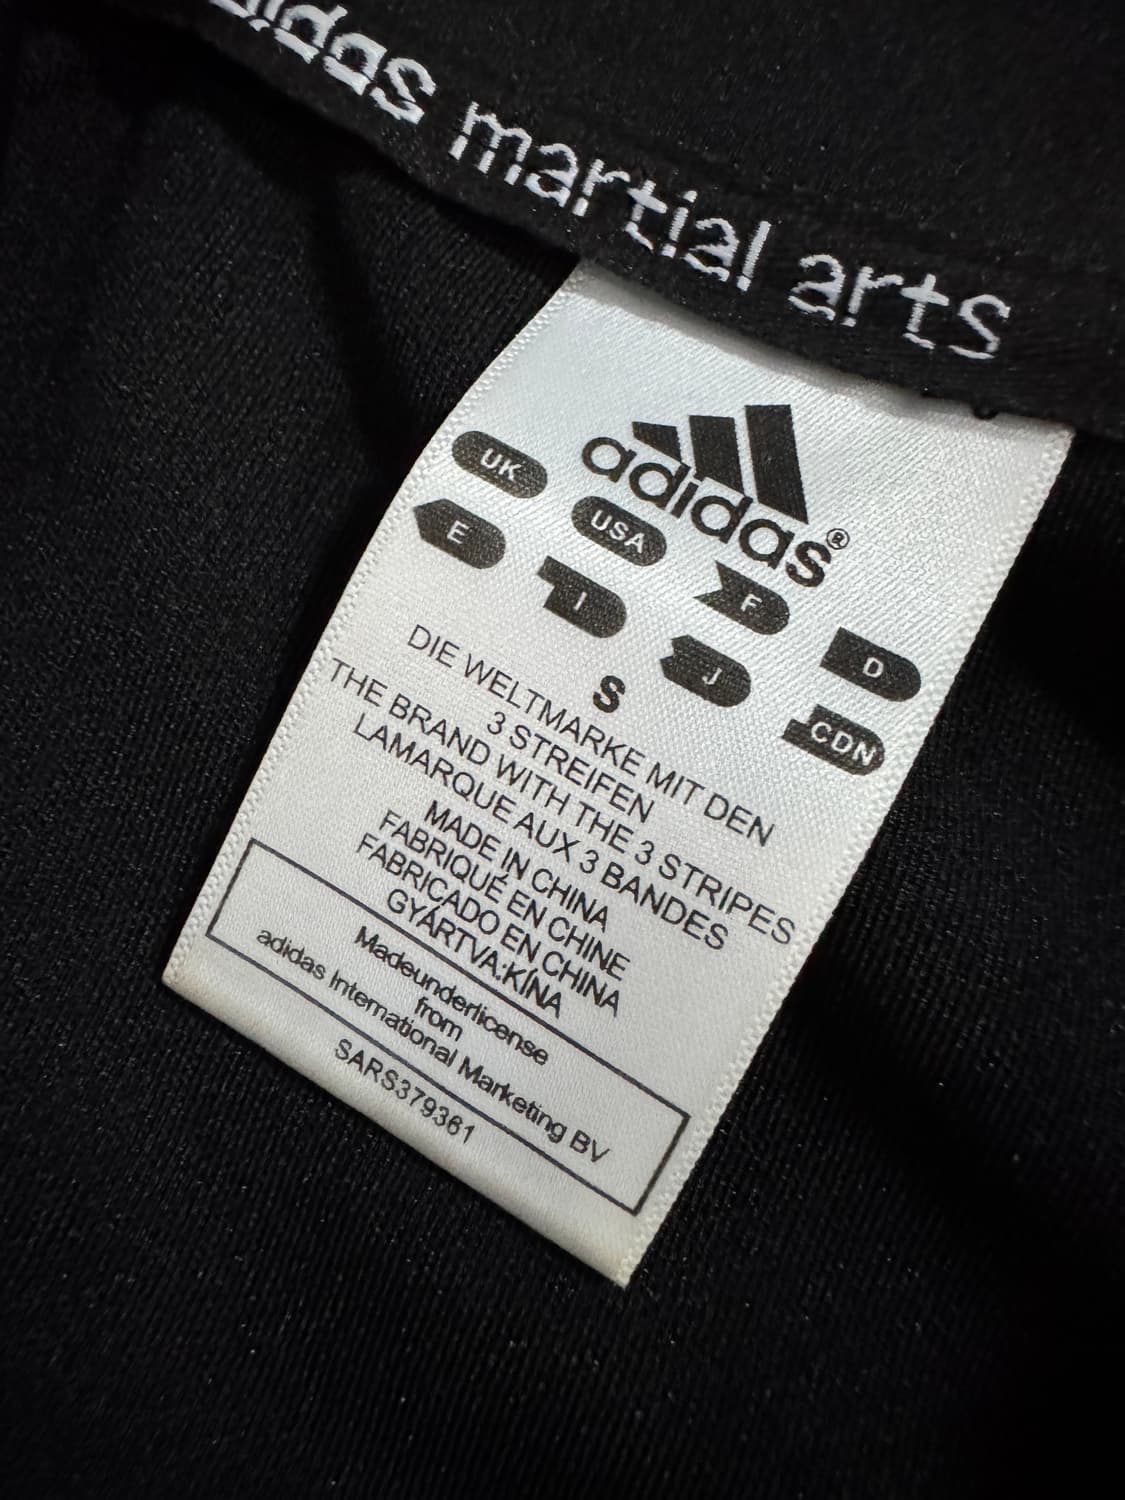 adidas martial arts
adidas®
UK USA F D
E I J CDN
S
DIE WELTMARKE MIT DEN
3 STREIFEN
THE BRAND WITH THE 3 STRIPES
LAMARQUE AUX 3 BANDES
MADE IN CHINA
FABRIQUÉ EN CHINE
FABRICADO EN CHINA
GYÁRTVA:KÍNA
Madeunderlicense
from
adidas International Marketing BV
SARS379361